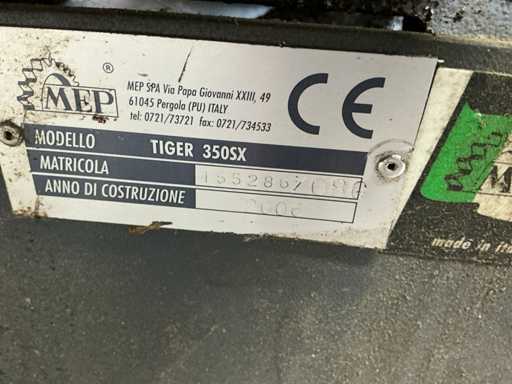 MEP ®
MEP SPA Via Papa Giovanni XXIII, 49
61045 Pergola (PU) ITALY
tel: 0721/73721 fax: 0721/734533
CE
MODELLO TIGER 350SX
MATRICOLA
ANNO DI COSTRUZIONE
made in